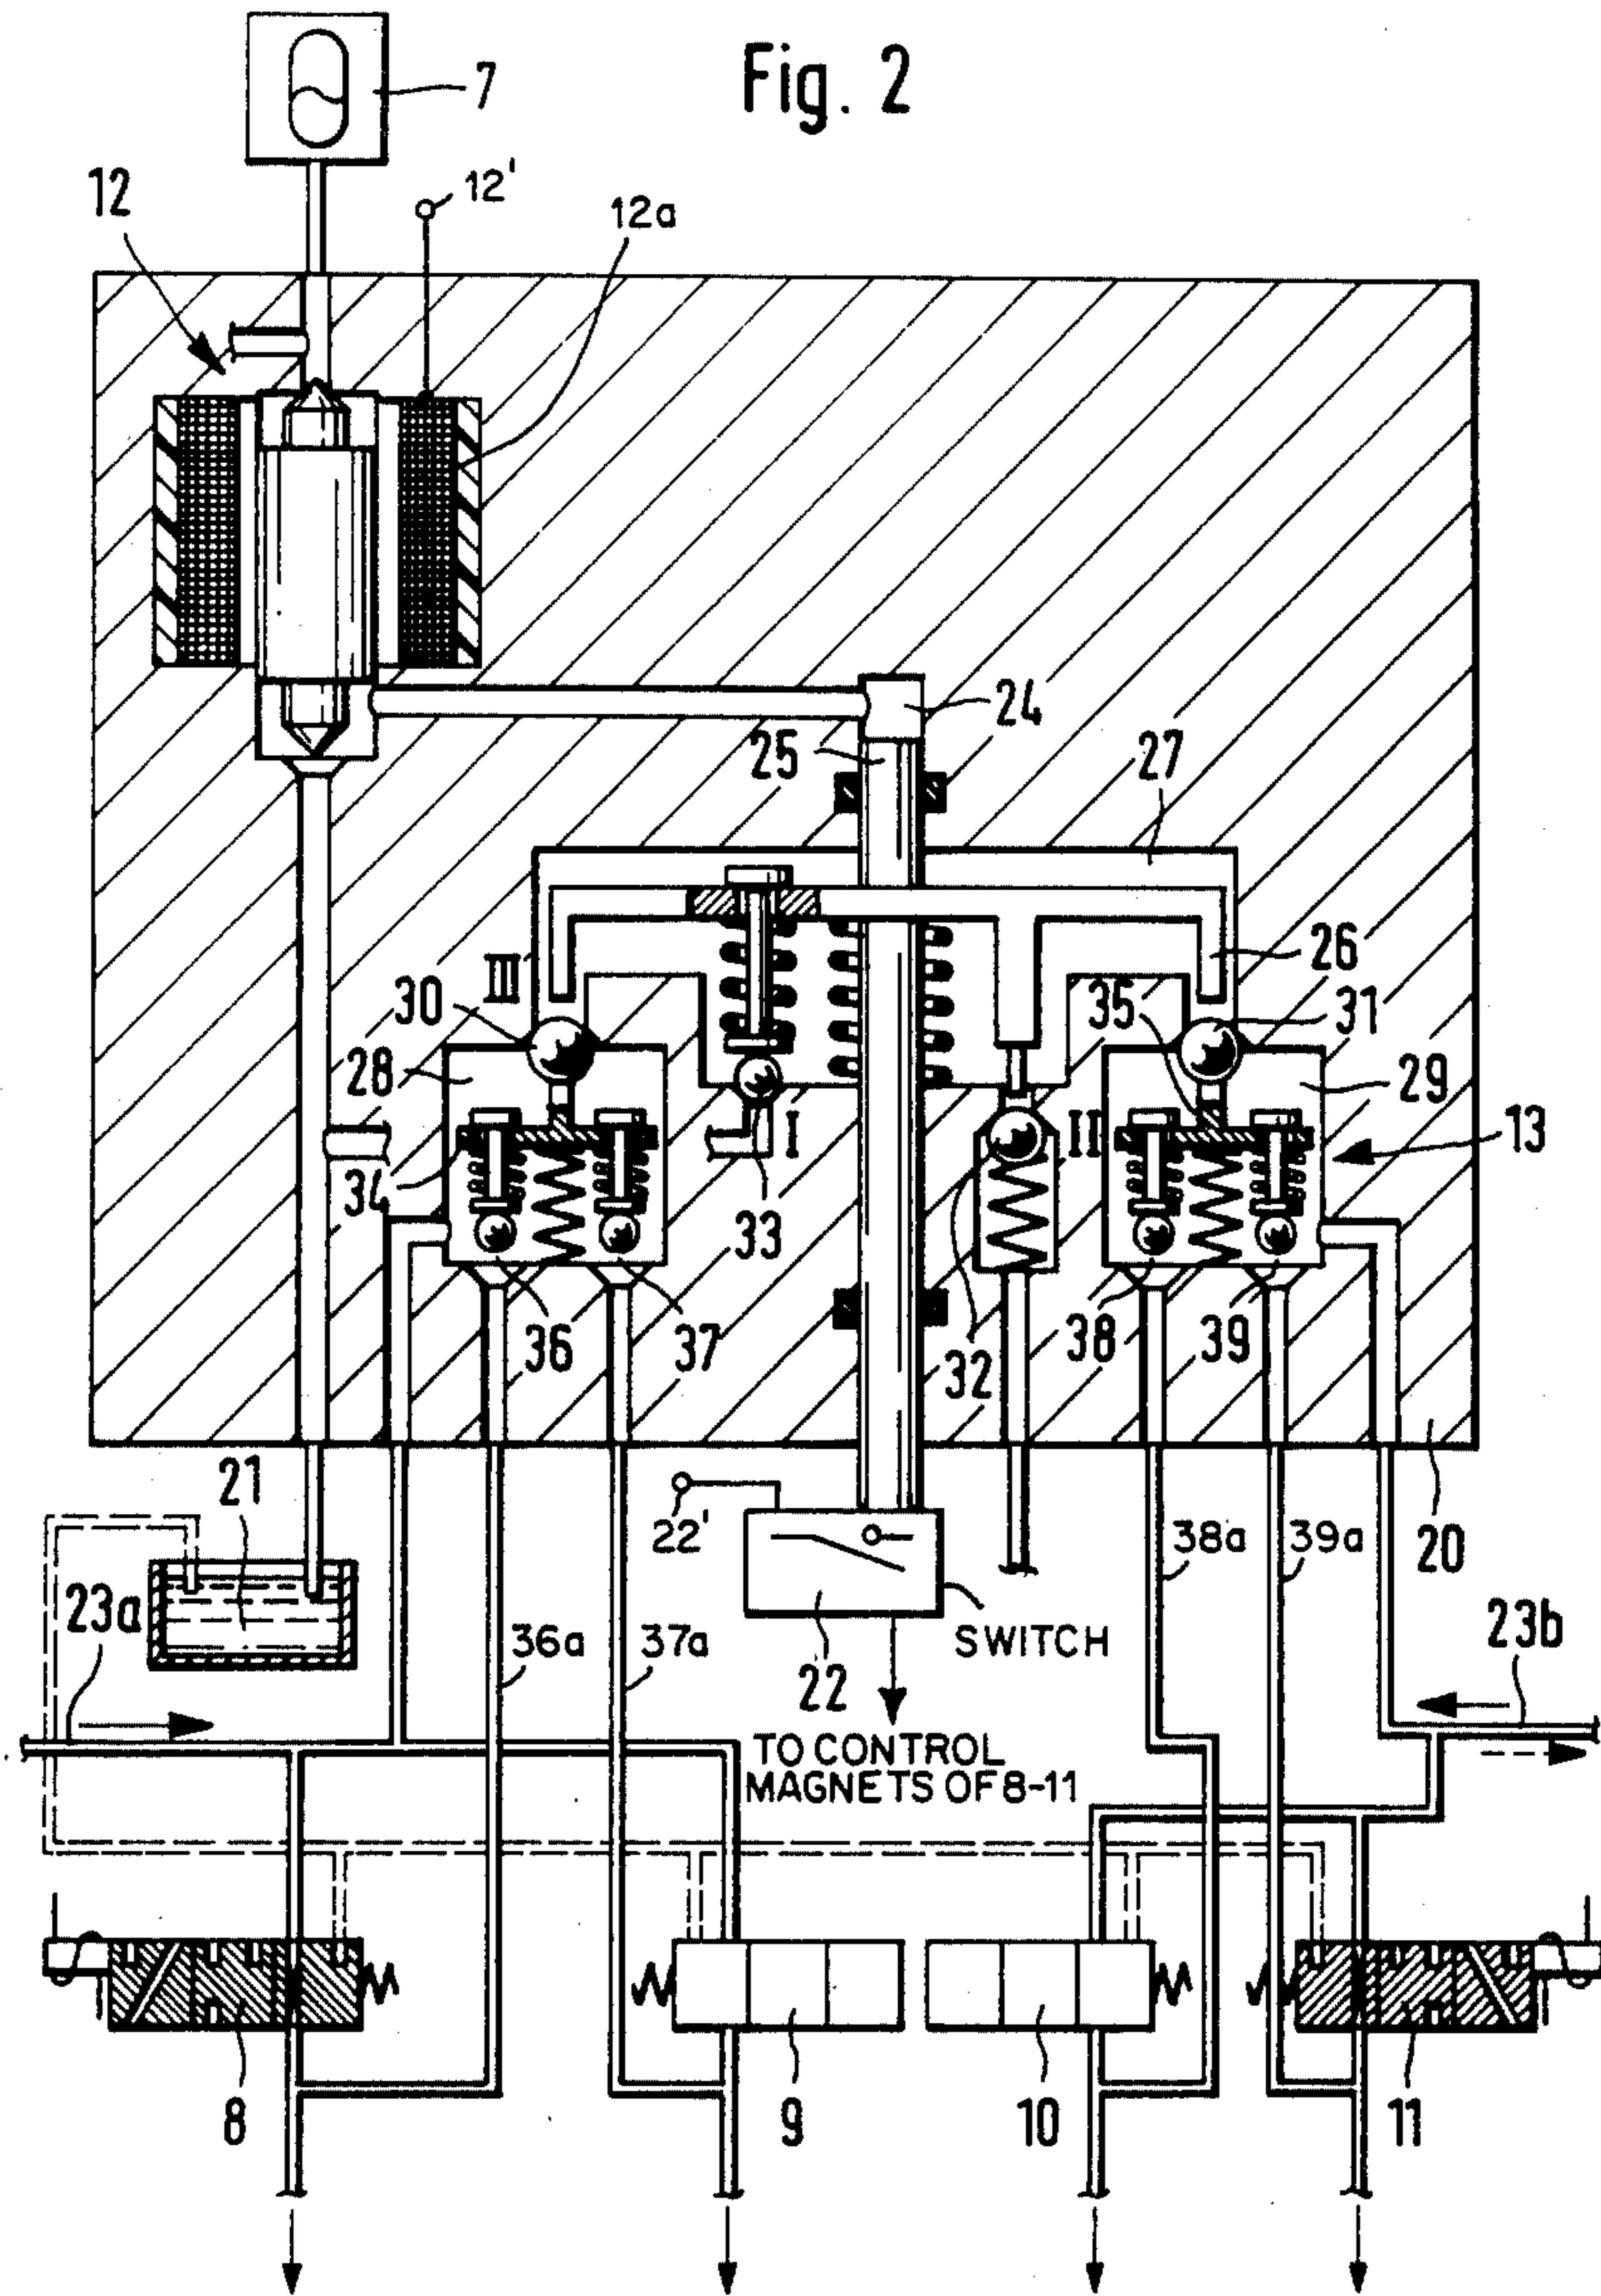 Fig. 2
7
12
12'
12a
24
25
27
III
26
30
35
31
28
29
I
II
13
34
33
36
37
32
38
39
21
22'
38a
39a
20
23a
36a
37a
SWITCH
23b
22
TO CONTROL
MAGNETS OF 8-11
8
9
10
11